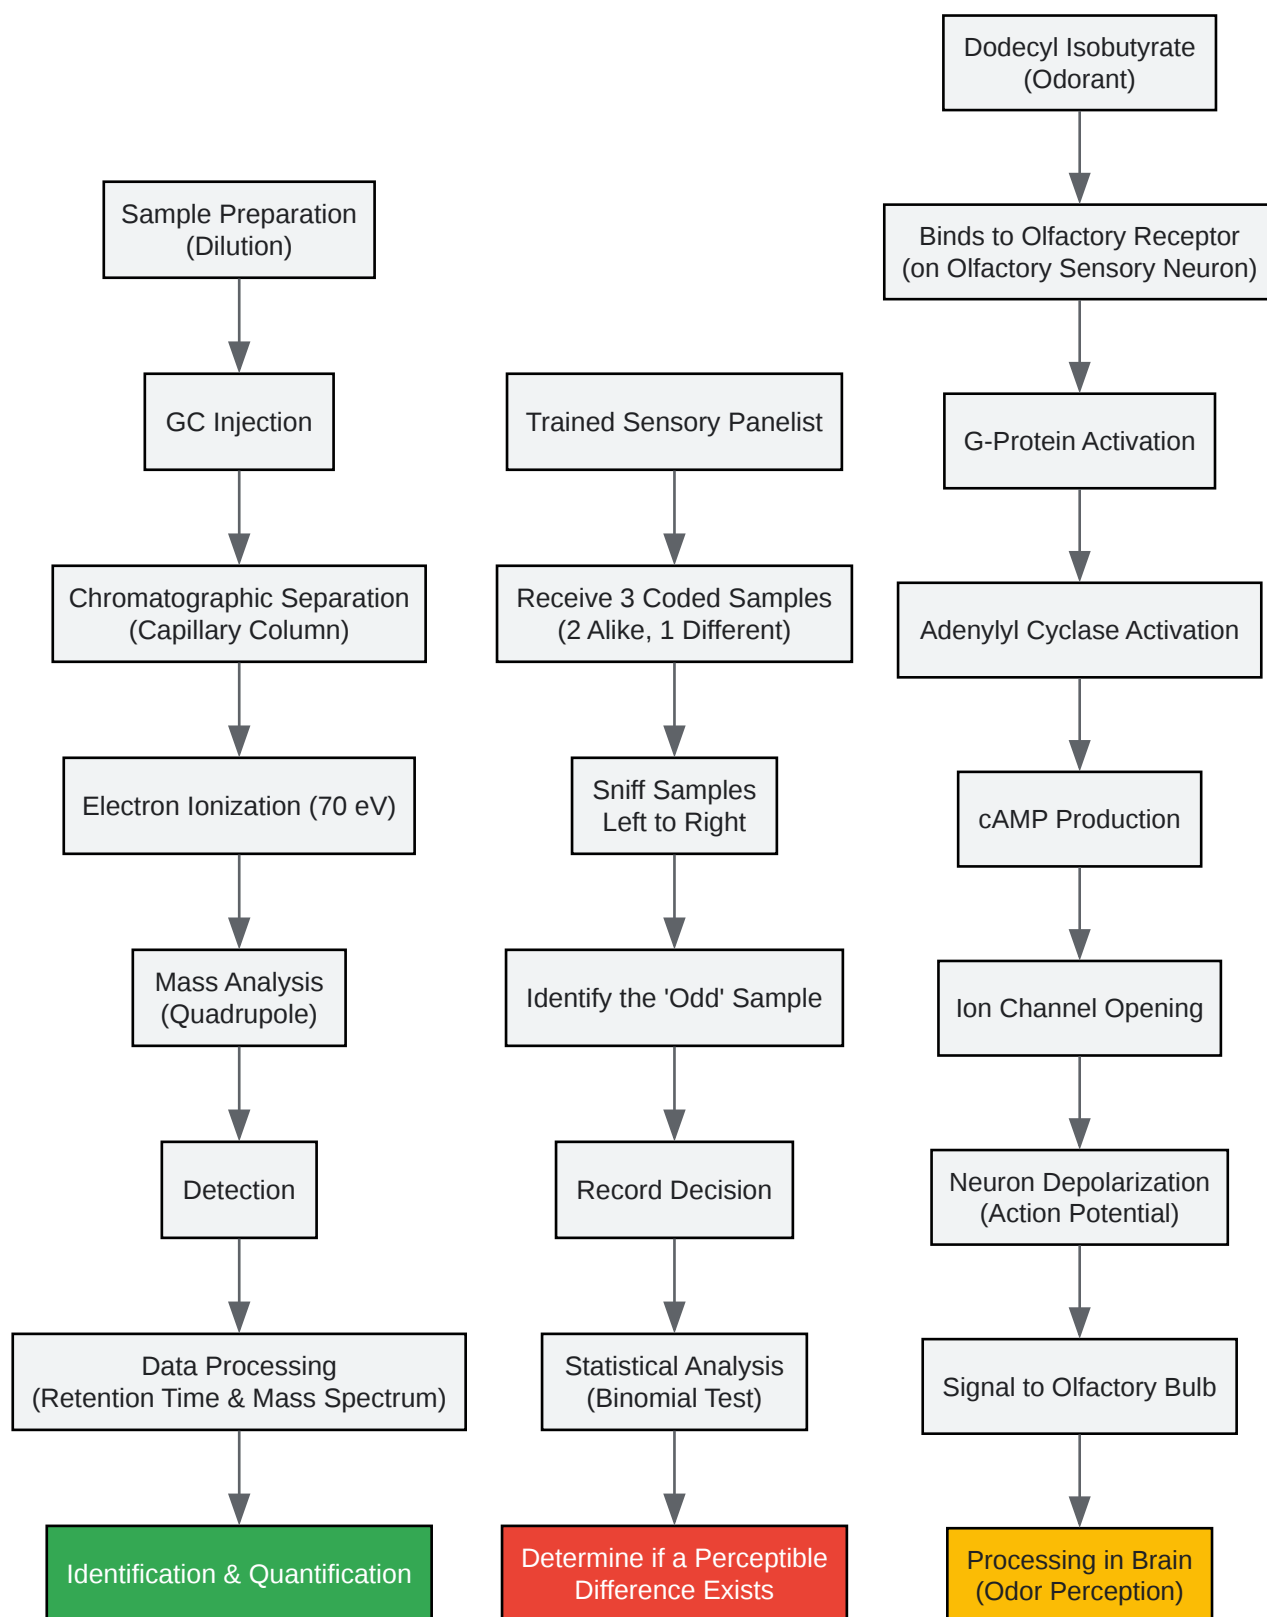 Sample Preparation
(Dilution)
GC Injection
Chromatographic Separation
(Capillary Column)
Electron Ionization (70 eV)
Mass Analysis
(Quadrupole)
Detection
Data Processing
(Retention Time & Mass Spectrum)
Identification & Quantification
Trained Sensory Panelist
Receive 3 Coded Samples
(2 Alike, 1 Different)
Sniff Samples
Left to Right
Identify the 'Odd' Sample
Record Decision
Statistical Analysis
(Binomial Test)
Determine if a Perceptible
Difference Exists
Dodecyl Isobutyrate
(Odorant)
Binds to Olfactory Receptor
(on Olfactory Sensory Neuron)
G-Protein Activation
Adenylyl Cyclase Activation
cAMP Production
Ion Channel Opening
Neuron Depolarization
(Action Potential)
Signal to Olfactory Bulb
Processing in Brain
(Odor Perception)